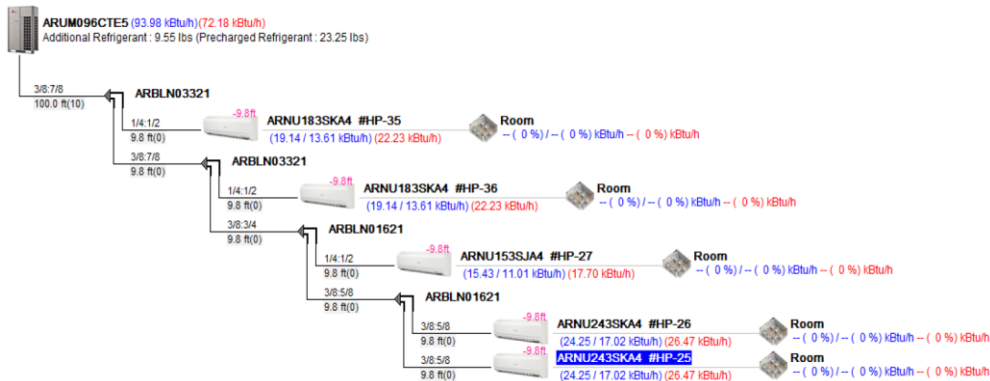 ARUM096CTE5 (93.98 kBtu/h)(72.18 kBtu/h)
Additional Refrigerant : 9.55 lbs (Precharged Refrigerant : 23.25 lbs)
3/8:7/8
100.0 ft(10)
ARBLN03321
1/4:1/2
9.8 ft(0)
-9.8ft
ARNU183SKA4 #HP-35
(19.14 / 13.61 kBtu/h) (22.23 kBtu/h)
Room
-- ( 0 %) / -- ( 0 %) kBtu/h -- ( 0 %) kBtu/h
3/8:7/8
9.8 ft(0)
ARBLN03321
1/4:1/2
9.8 ft(0)
-9.8ft
ARNU183SKA4 #HP-36
(19.14 / 13.61 kBtu/h) (22.23 kBtu/h)
Room
-- ( 0 %) / -- ( 0 %) kBtu/h -- ( 0 %) kBtu/h
3/8:3/4
9.8 ft(0)
ARBLN01621
1/4:1/2
9.8 ft(0)
-9.8ft
ARNU153SJA4 #HP-27
(15.43 / 11.01 kBtu/h) (17.70 kBtu/h)
Room
-- ( 0 %) / -- ( 0 %) kBtu/h -- ( 0 %) kBtu/h
3/8:5/8
9.8 ft(0)
ARBLN01621
3/8:5/8
9.8 ft(0)
-9.8ft
ARNU243SKA4 #HP-26
(24.25 / 17.02 kBtu/h) (26.47 kBtu/h)
Room
-- ( 0 %) / -- ( 0 %) kBtu/h -- ( 0 %) kBtu/h
3/8:5/8
9.8 ft(0)
-9.8ft
ARNU243SKA4 #HP-25
(24.25 / 17.02 kBtu/h) (26.47 kBtu/h)
Room
-- ( 0 %) / -- ( 0 %) kBtu/h -- ( 0 %) kBtu/h